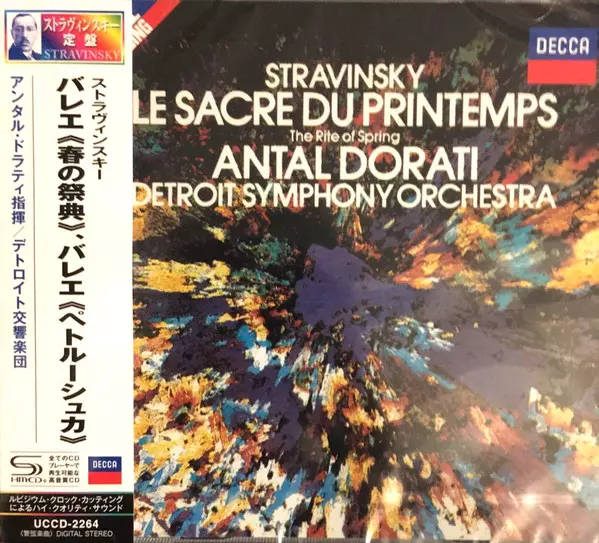 ストラヴィンスキー
定盤
STRAVINSKY
ストラヴィンスキー
バレエ《春の祭典》、バレエ《ペトルーシュカ》
アンタル・ドラティ指揮／デトロイト交響楽団
SHM-CD
全てのCD
プレーヤーで
再生可能な
高音質CD
DECCA
ルビジウム・クロック・カッティング
によるハイ・クオリティ・サウンド
UCCD-2264
《管弦楽曲》 DIGITAL STEREO
DECCA
STRAVINSKY
LE SACRE DU PRINTEMPS
The Rite of Spring
ANTAL DORATI
DETROIT SYMPHONY ORCHESTRA